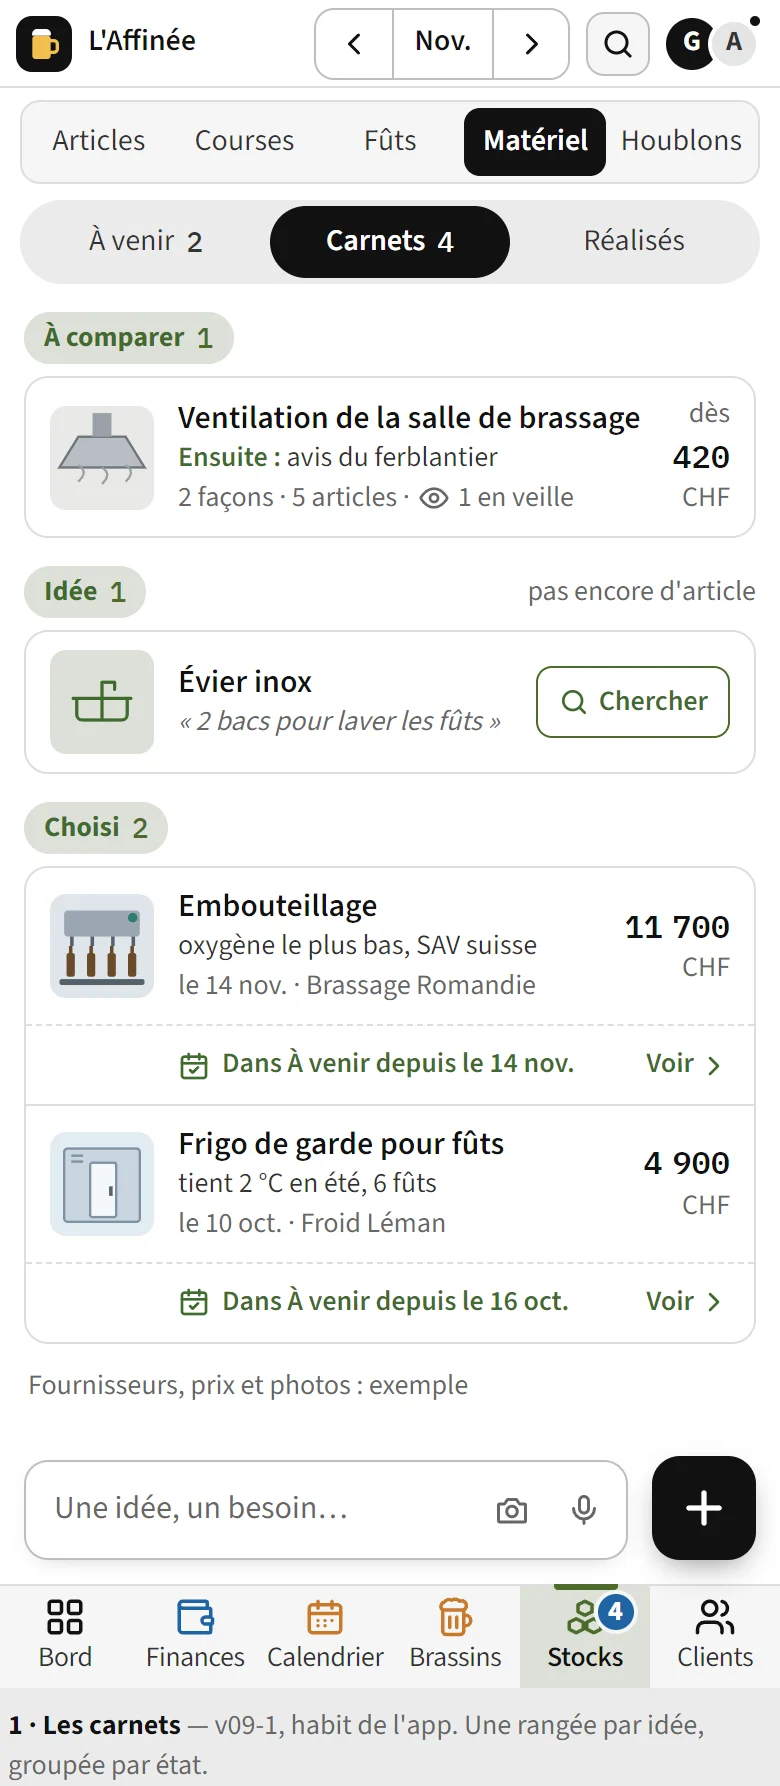 L'Affinée
Nov.
G
A
Articles
Courses
Fûts
Matériel
Houblons
À venir 2
Carnets 4
Réalisés
À comparer 1
Ventilation de la salle de brassage
dès
Ensuite : avis du ferblantier
420
2 façons · 5 articles · 1 en veille
CHF
Idée 1
pas encore d'article
Évier inox
« 2 bacs pour laver les fûts »
Chercher
Choisi 2
Embouteillage
oxygène le plus bas, SAV suisse
11 700
le 14 nov. · Brassage Romandie
CHF
Dans À venir depuis le 14 nov.
Voir
Frigo de garde pour fûts
tient 2 °C en été, 6 fûts
4 900
le 10 oct. · Froid Léman
CHF
Dans À venir depuis le 16 oct.
Voir
Fournisseurs, prix et photos : exemple
Une idée, un besoin…
4
Bord
Finances
Calendrier
Brassins
Stocks
Clients
1 · Les carnets — v09-1, habit de l'app. Une rangée par idée,
groupée par état.